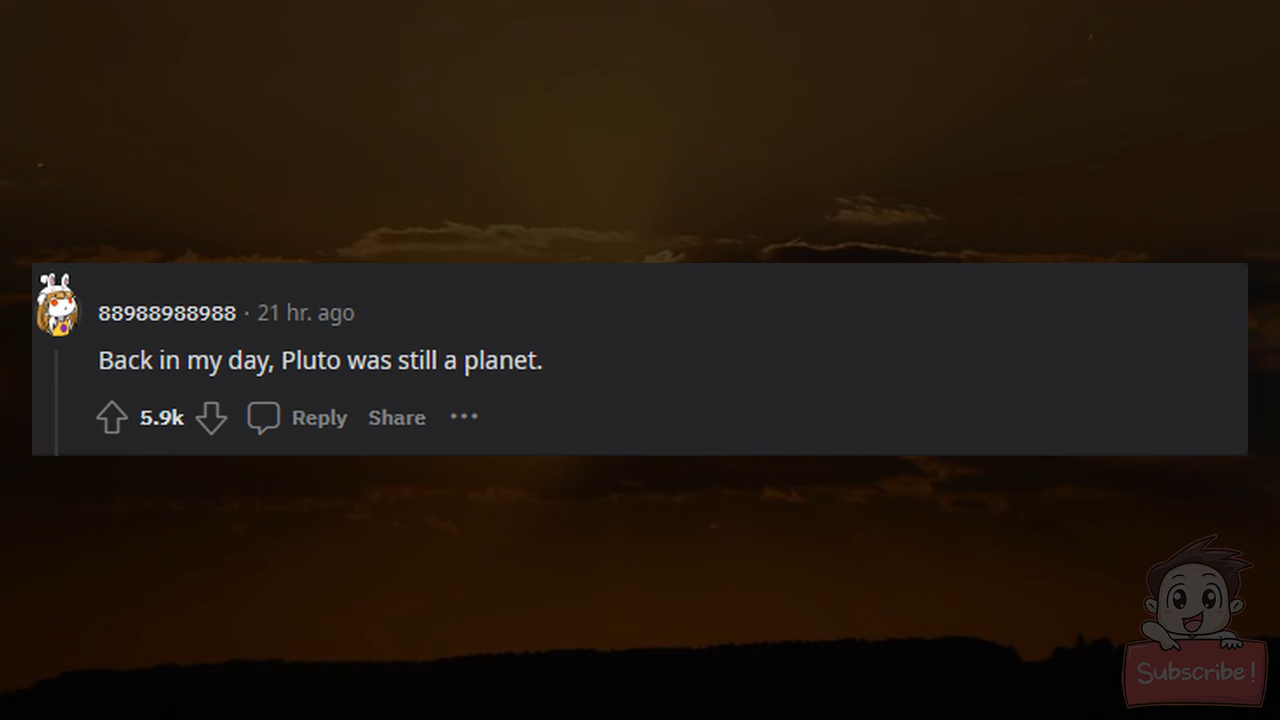 88988988988 · 21 hr. ago
Back in my day, Pluto was still a planet.
5.9k Reply Share •••
Subscribe!